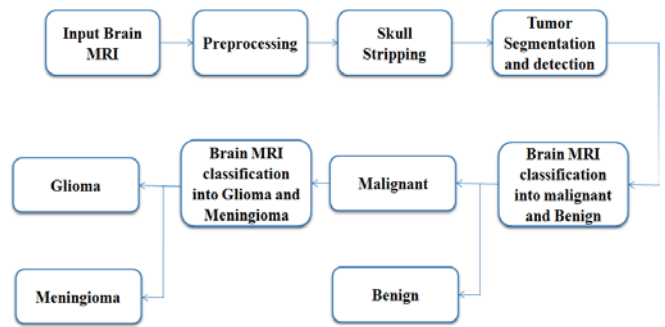 Input Brain
MRI
Preprocessing
Skull
Stripping
Tumor
Segmentation
and detection
Brain MRI
classification
into malignant
and Benign
Malignant
Benign
Brain MRI
classification
into Glioma and
Meningioma
Glioma
Meningioma